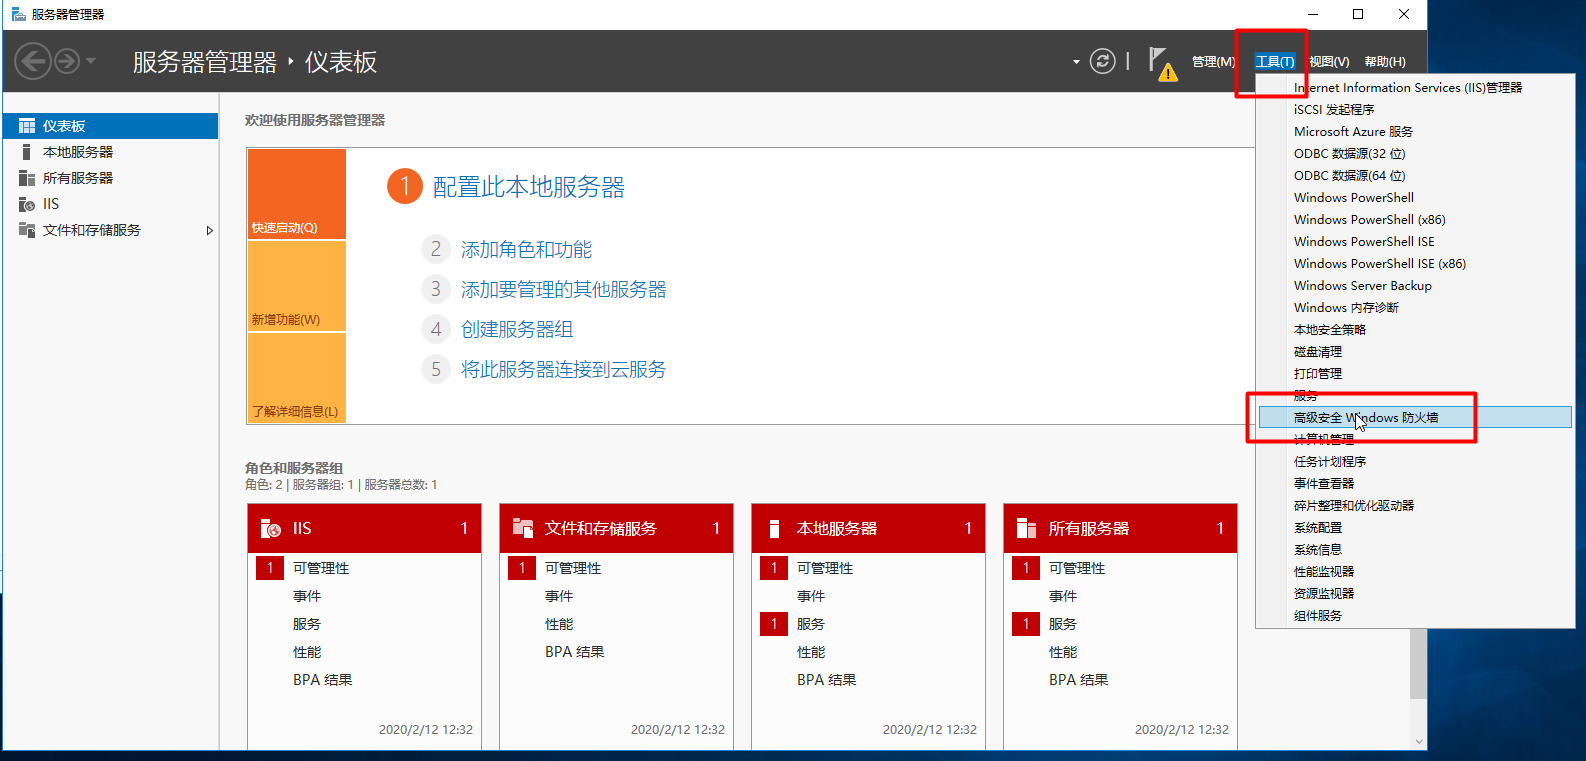 服务器管理器
服务器管理器 · 仪表板
管理(M) 工具(T) 视图(V) 帮助(H)
仪表板
本地服务器
所有服务器
IIS
文件和存储服务
欢迎使用服务器管理器
快速启动(Q)
新增功能(W)
了解详细信息(L)
1 配置此本地服务器
2 添加角色和功能
3 添加要管理的其他服务器
4 创建服务器组
5 将此服务器连接到云服务
角色和服务器组
角色: 2 | 服务器组: 1 | 服务器总数: 1
IIS 1
1 可管理性
事件
服务
性能
BPA 结果
2020/2/12 12:32
文件和存储服务 1
1 可管理性
事件
性能
BPA 结果
2020/2/12 12:32
本地服务器 1
1 可管理性
事件
1 服务
性能
BPA 结果
2020/2/12 12:32
所有服务器 1
1 可管理性
事件
1 服务
性能
BPA 结果
2020/2/12 12:32
Internet Information Services (IIS)管理器
iSCSI 发起程序
Microsoft Azure 服务
ODBC 数据源(32 位)
ODBC 数据源(64 位)
Windows PowerShell
Windows PowerShell (x86)
Windows PowerShell ISE
Windows PowerShell ISE (x86)
Windows Server Backup
Windows 内存诊断
本地安全策略
磁盘清理
打印管理
服务
高级安全 Windows 防火墙
计算机管理
任务计划程序
事件查看器
碎片整理和优化驱动器
系统配置
系统信息
性能监视器
资源监视器
组件服务